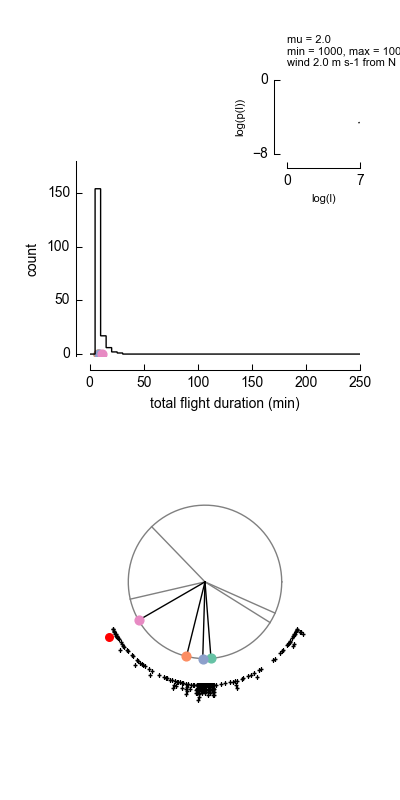 mu = 2.0
min = 1000, max = 100
wind 2.0 m s-1 from N
0
log(p(l))
−8
0 7
log(l)
150
100
50
0
count
0 50 100 150 200 250
total flight duration (min)